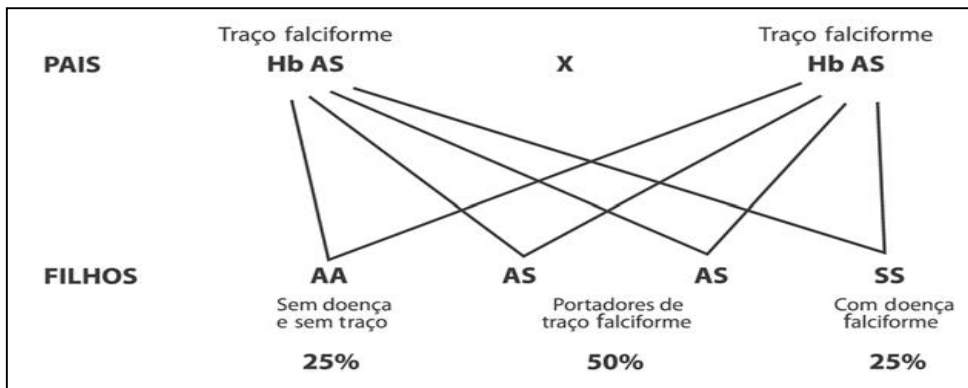 Traço falciforme Traço falciforme
PAIS Hb AS X Hb AS
FILHOS AA AS AS SS
Sem doença Portadores de Com doença
e sem traço traço falciforme falciforme
25% 50% 25%